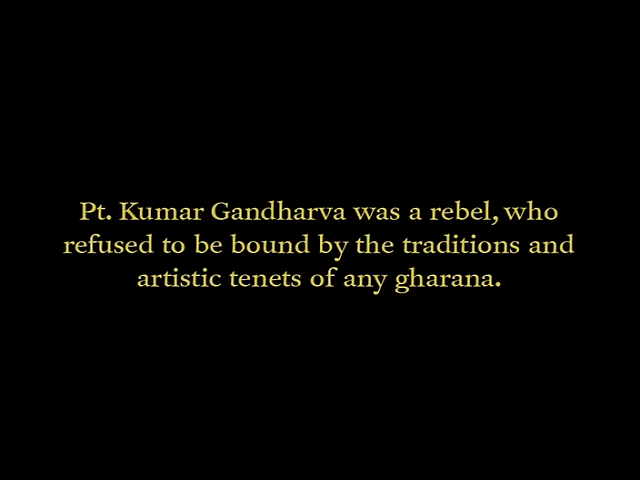 Pt. Kumar Gandharva was a rebel, who
refused to be bound by the traditions and
artistic tenets of any gharana.